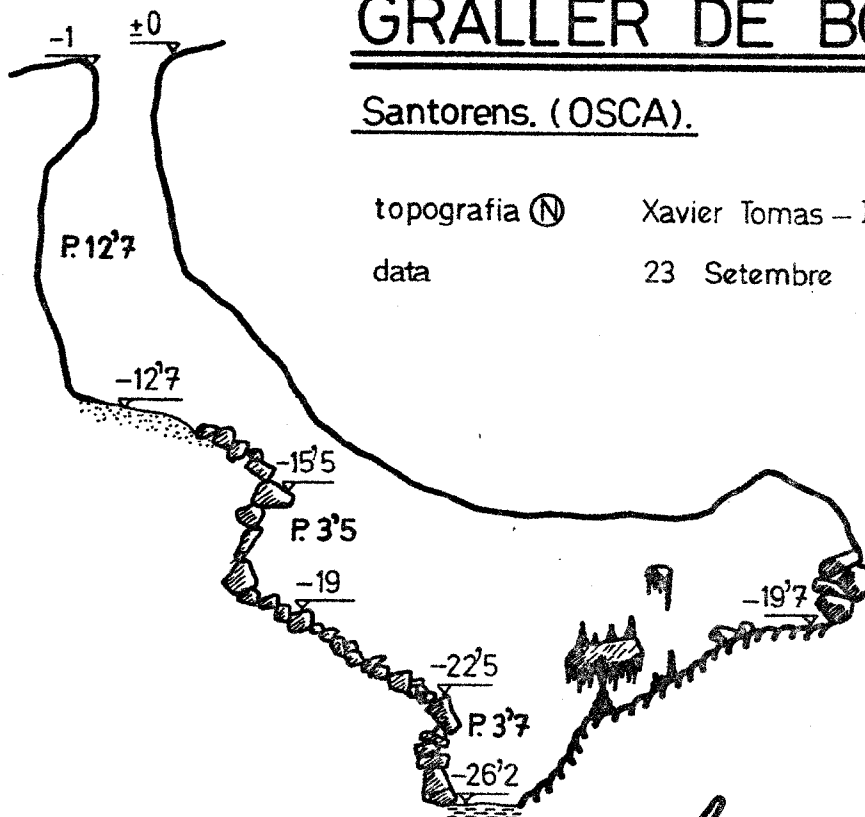 GRALLER DE
Santorens. (OSCA).
topografia Ⓝ Xavier Tomas –
data 23 Setembre
-1
±0
P. 12'7
-12'7
-15'5
P. 3'5
-19
-19'7
-22'5
P. 3'7
-26'2